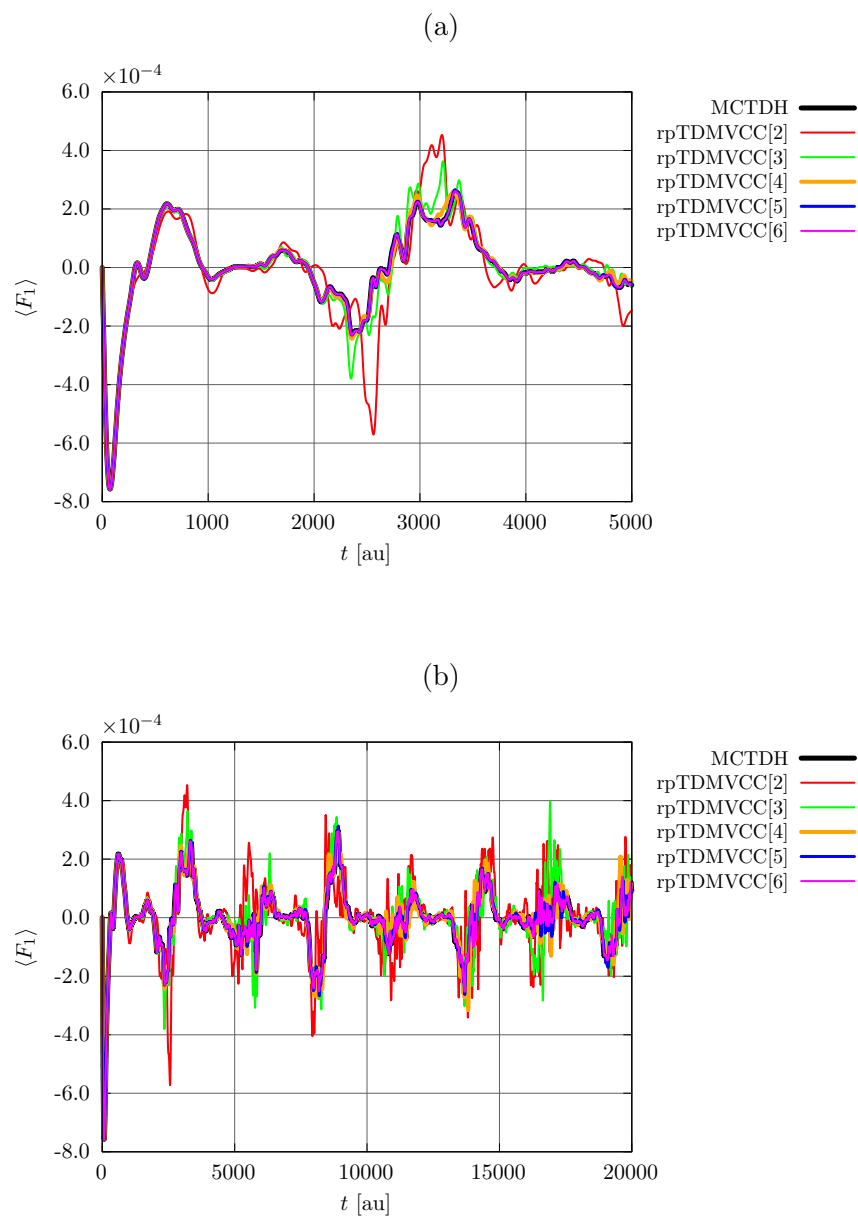 (a)
×10⁻⁴
6.0
4.0
2.0
0.0
-2.0
-4.0
-6.0
-8.0
⟨F₁⟩
0
1000
2000
3000
4000
5000
t [au]
MCTDH
rpTDMVCC[2]
rpTDMVCC[3]
rpTDMVCC[4]
rpTDMVCC[5]
rpTDMVCC[6]
(b)
×10⁻⁴
6.0
4.0
2.0
0.0
-2.0
-4.0
-6.0
-8.0
⟨F₁⟩
0
5000
10000
15000
20000
t [au]
MCTDH
rpTDMVCC[2]
rpTDMVCC[3]
rpTDMVCC[4]
rpTDMVCC[5]
rpTDMVCC[6]